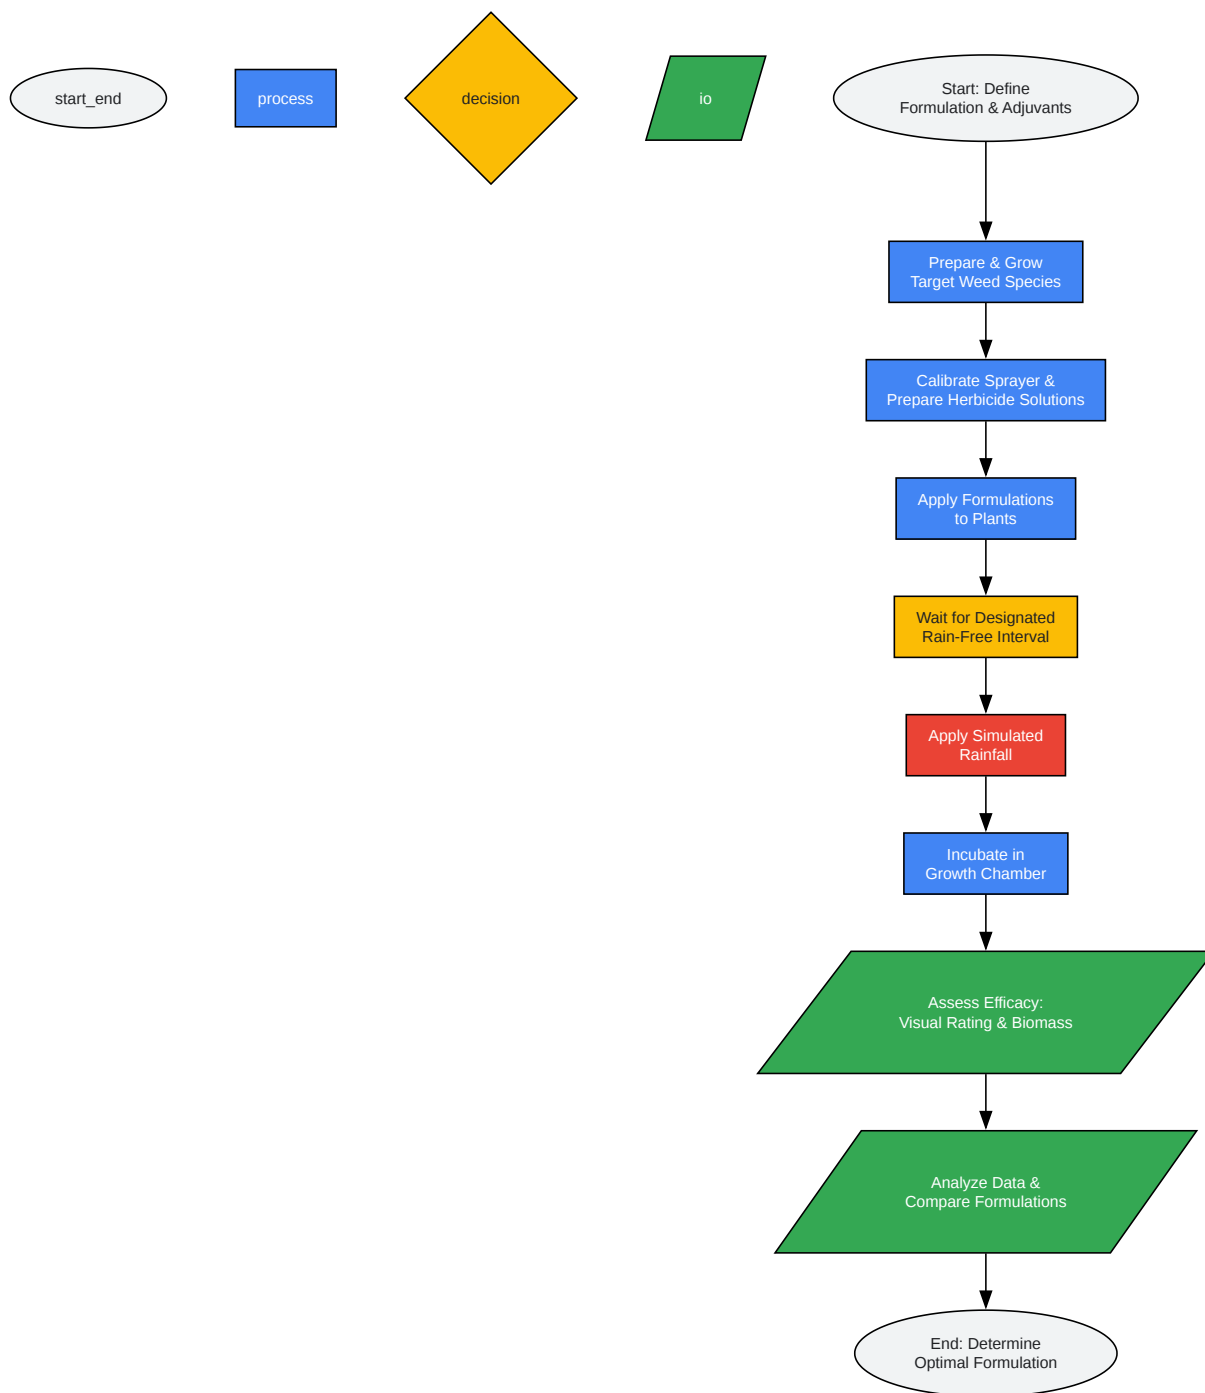 start_end
process
decision
io
Start: Define
Formulation & Adjuvants
Prepare & Grow
Target Weed Species
Calibrate Sprayer &
Prepare Herbicide Solutions
Apply Formulations
to Plants
Wait for Designated
Rain-Free Interval
Apply Simulated
Rainfall
Incubate in
Growth Chamber
Assess Efficacy:
Visual Rating & Biomass
Analyze Data &
Compare Formulations
End: Determine
Optimal Formulation